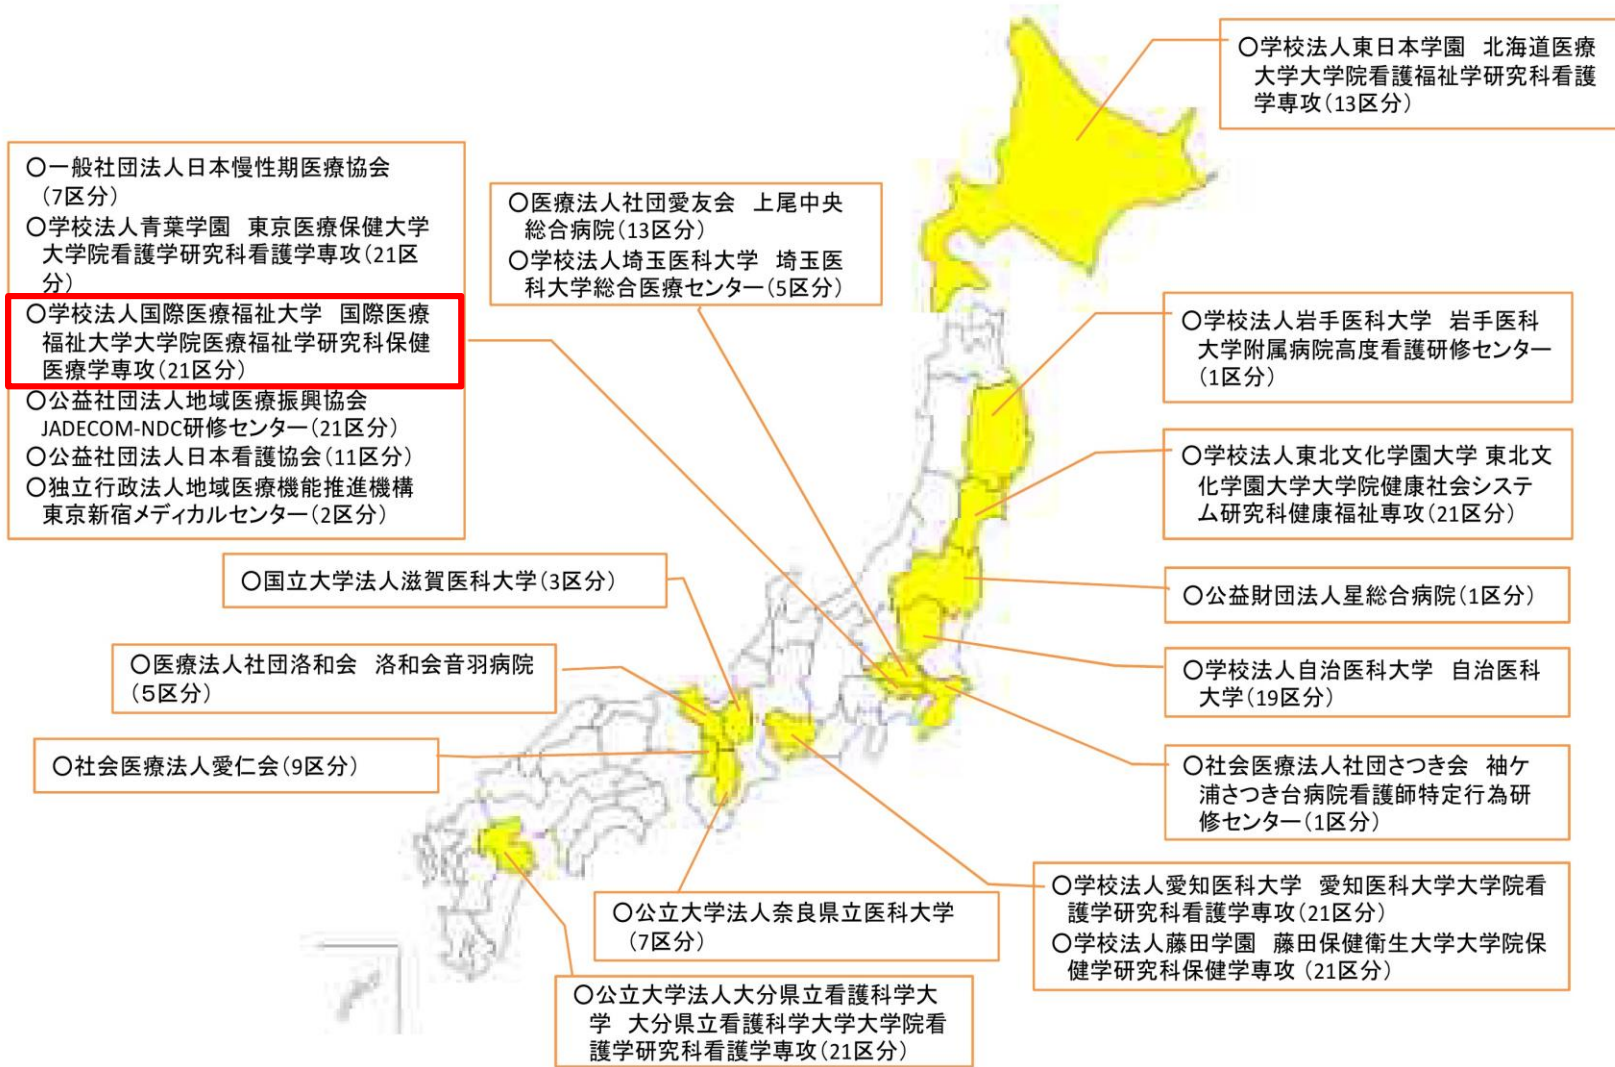 〇学校法人東日本学園 北海道医療
大学大学院看護福祉学研究科看護
学専攻(13区分)
〇一般社団法人日本慢性期医療協会
(7区分)
〇学校法人青葉学園 東京医療保健大学
大学院看護学研究科看護学専攻(21区
分)
〇学校法人国際医療福祉大学 国際医療
福祉大学大学院医療福祉学研究科保健
医療学専攻(21区分)
〇公益社団法人地域医療振興協会
JADECOM-NDC研修センター(21区分)
〇公益社団法人日本看護協会(11区分)
〇独立行政法人地域医療機能推進機構
東京新宿メディカルセンター(2区分)
〇医療法人社団愛友会 上尾中央
総合病院(13区分)
〇学校法人埼玉医科大学 埼玉医
科大学総合医療センター(5区分)
〇学校法人岩手医科大学 岩手医科
大学附属病院高度看護研修センター
(1区分)
〇学校法人東北文化学園大学 東北文
化学園大学大学院健康社会システ
ム研究科健康福祉専攻(21区分)
〇国立大学法人滋賀医科大学(3区分)
〇公益財団法人星総合病院(1区分)
〇医療法人社団洛和会 洛和会音羽病院
(5区分)
〇学校法人自治医科大学 自治医科
大学(19区分)
〇社会医療法人愛仁会(9区分)
〇社会医療法人社団さつき会 袖ケ
浦さつき台病院看護師特定行為研
修センター(1区分)
〇公立大学法人奈良県立医科大学
(7区分)
〇学校法人愛知医科大学 愛知医科大学大学院看
護学研究科看護学専攻(21区分)
〇学校法人藤田学園 藤田保健衛生大学大学院保
健学研究科保健学専攻(21区分)
〇公立大学法人大分県立看護科学大
学 大分県立看護科学大学大学院看
護学研究科看護学専攻(21区分)